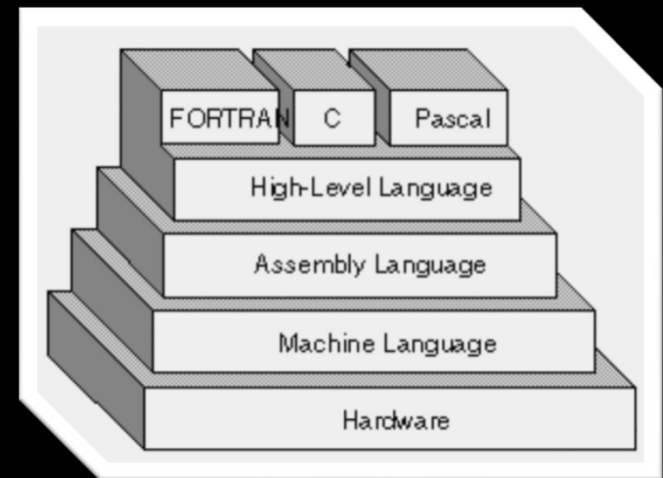 FORTRAN C Pascal
High-Level Language
Assembly Language
Machine Language
Hardware